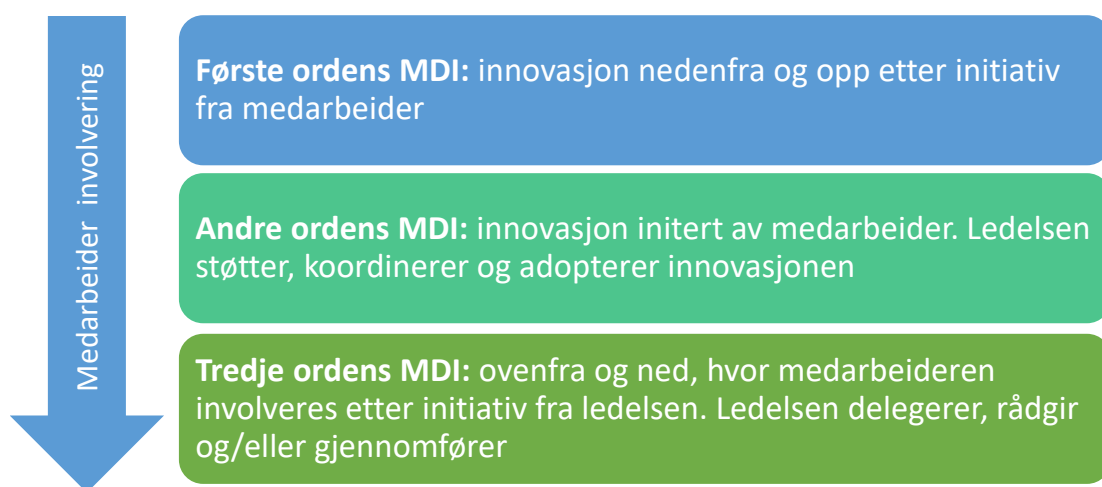 Medarbeider involvering
Første ordens MDI: innovasjon nedenfra og opp etter initiativ
fra medarbeider
Andre ordens MDI: innovasjon initert av medarbeider. Ledelsen
støtter, koordinerer og adopterer innovasjonen
Tredje ordens MDI: ovenfra og ned, hvor medarbeideren
involveres etter initiativ fra ledelsen. Ledelsen delegerer, rådgir
og/eller gjennomfører